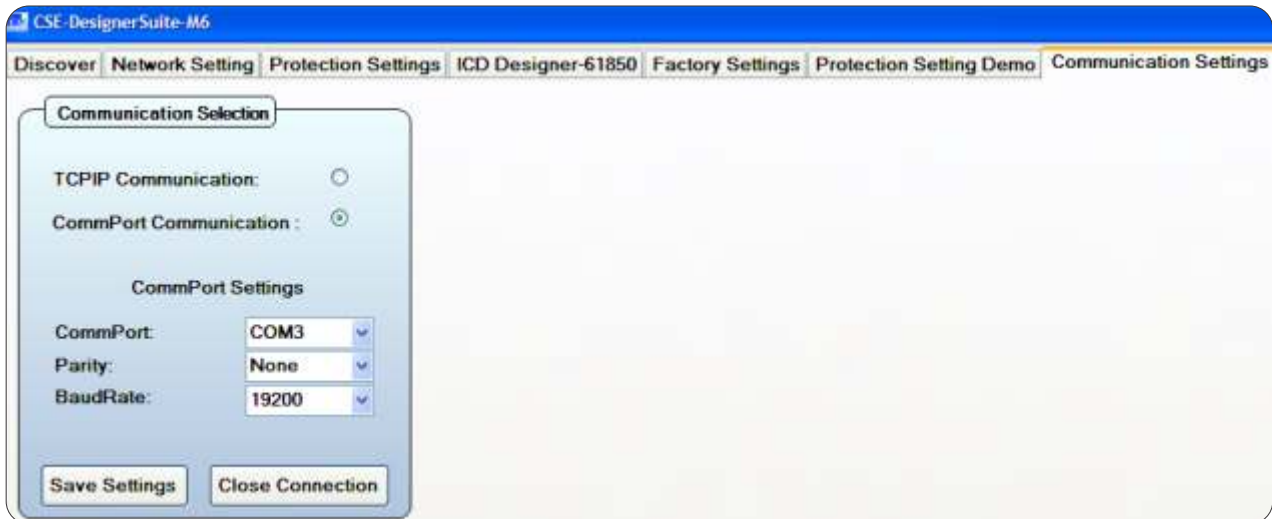 CSE-DesignerSuite-M6
Discover Network Setting Protection Settings ICD Designer-61850 Factory Settings Protection Setting Demo Communication Settings
Communication Selection
TCPIP Communication:
CommPort Communication :
CommPort Settings
CommPort: COM3
Parity: None
BaudRate: 19200
Save Settings Close Connection